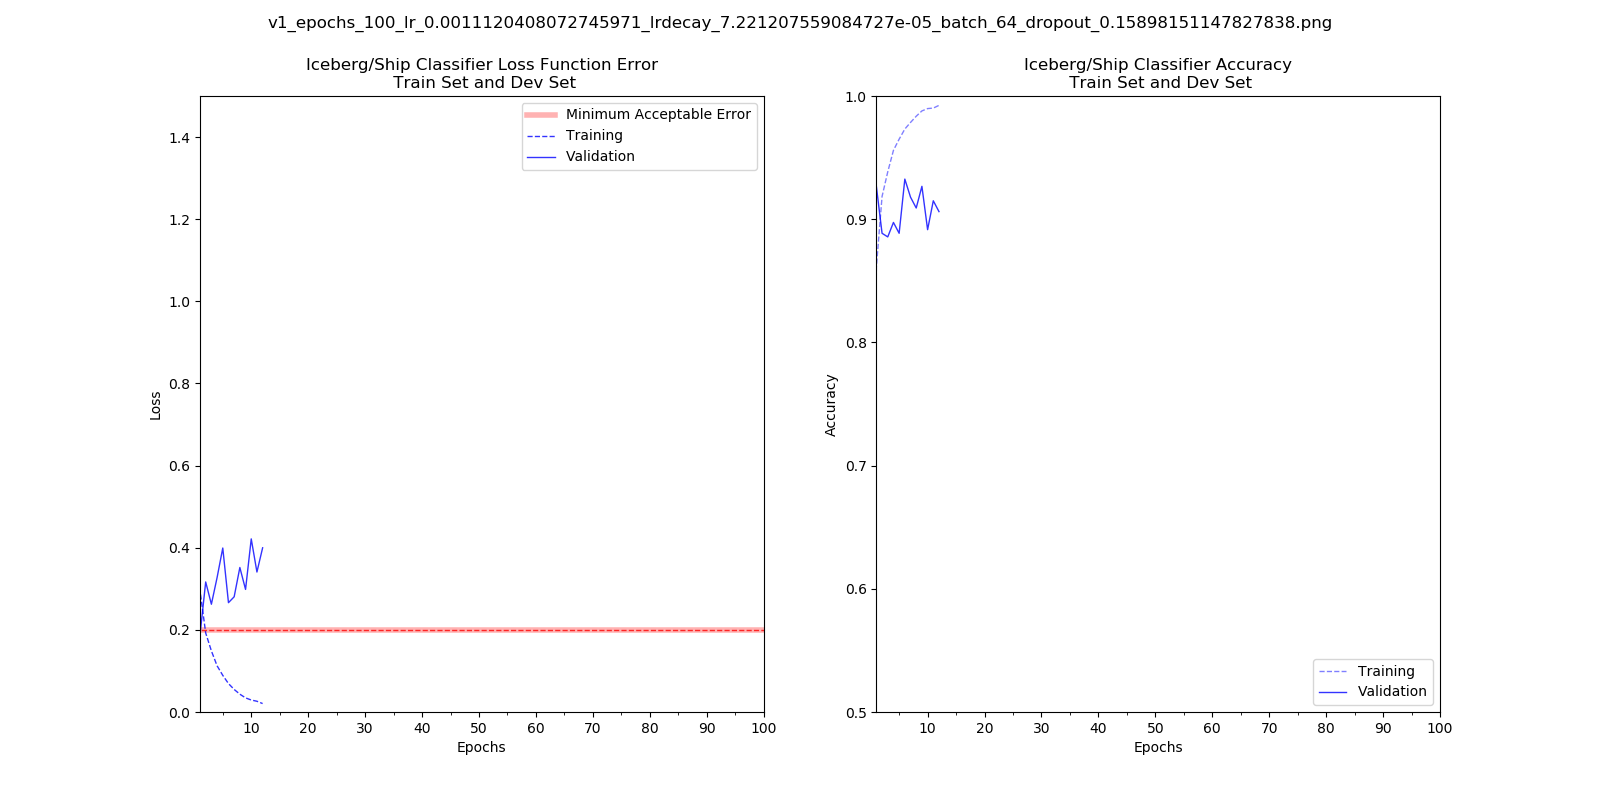 v1_epochs_100_lr_0.0011120408072745971_lrdecay_7.221207559084727e-05_batch_64_dropout_0.15898151147827838.png
Iceberg/Ship Classifier Loss Function Error
Train Set and Dev Set
Minimum Acceptable Error
Training
Validation
1.4
1.2
1.0
0.8
0.6
0.4
0.2
0.0
Loss
10 20 30 40 50 60 70 80 90 100
Epochs
Iceberg/Ship Classifier Accuracy
Train Set and Dev Set
1.0
0.9
0.8
0.7
0.6
0.5
Accuracy
Training
Validation
10 20 30 40 50 60 70 80 90 100
Epochs